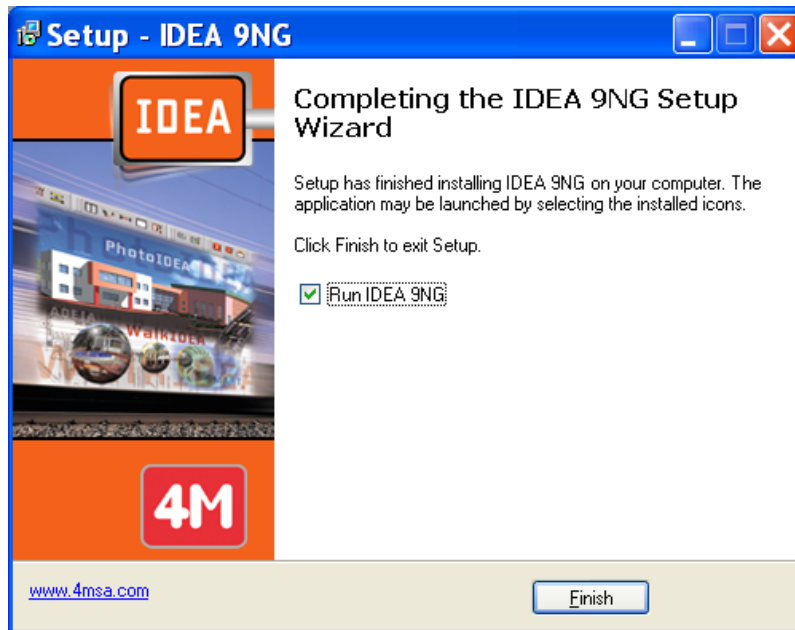 Setup - IDEA 9NG
IDEA
Completing the IDEA 9NG Setup
Wizard
Setup has finished installing IDEA 9NG on your computer. The
application may be launched by selecting the installed icons.
Click Finish to exit Setup.
Run IDEA 9NG
PhotoIDEA
WalkIDEA
4M
www.4msa.com
Finish